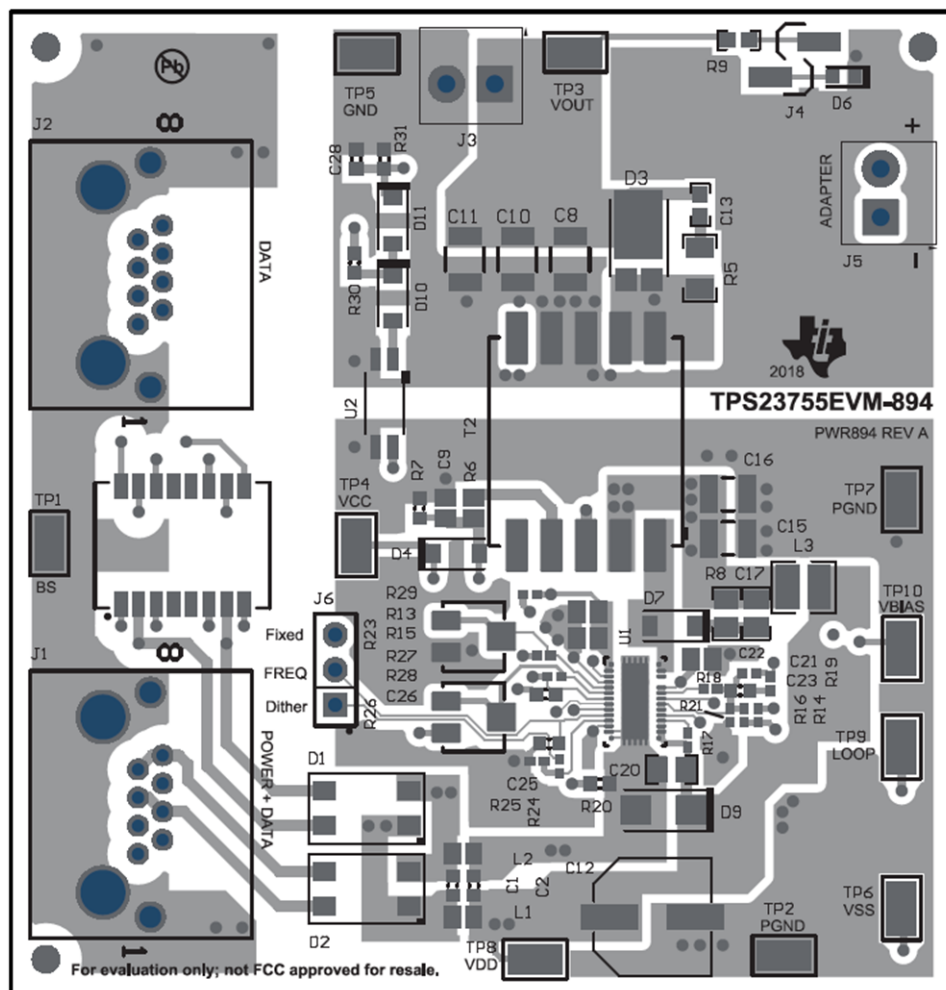 Pb
J2
8
DATA
1
TP1
BS
J1
8
POWER + DATA
1
For evaluation only; not FCC approved for resale.
TP5
GND
J3
TP3
VOUT
R9
J4
D6
+
ADAPTER
J5
-
C28
R31
D11
R30
D10
C11
C10
C8
D3
C13
R5
2018
TPS23755EVM-894
PWR894 REV A
U2
T2
R7
C9
R6
TP4
VCC
D4
C16
C15
L3
TP7
PGND
R8
C17
TP10
VBIAS
J6
Fixed
FREQ
Dither
R23
R26
R29
R13
R15
R27
R28
C26
U1
D7
C22
R18
R21
R17
C21
C23
R19
R16
R14
TP9
LOOP
C20
D9
C25
R25
R24
R20
D1
D2
L2
C1
C2
L1
C12
TP8
VDD
TP2
PGND
TP6
VSS